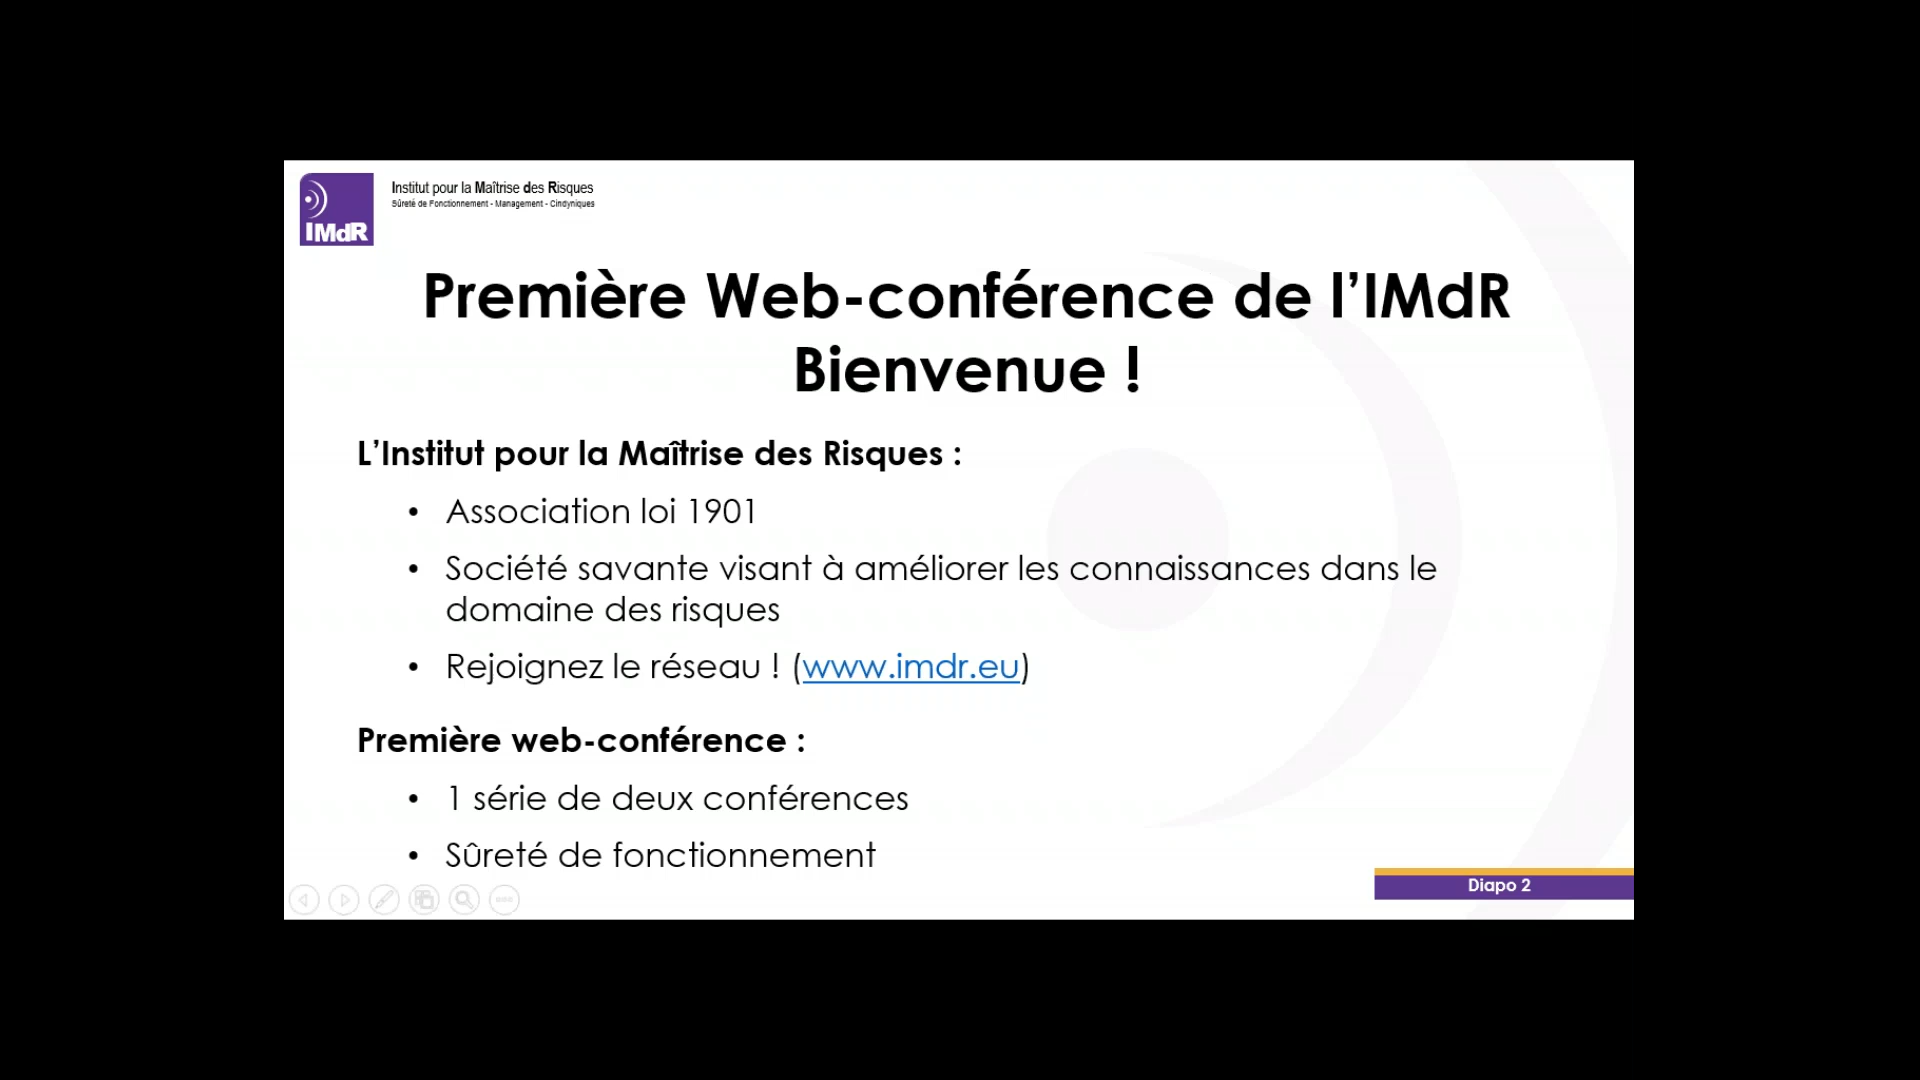 IMdR
Institut pour la Maîtrise des Risques
Sûreté de Fonctionnement - Management - Cindyniques
Première Web-conférence de l’IMdR
Bienvenue !
L’Institut pour la Maîtrise des Risques :
• Association loi 1901
• Société savante visant à améliorer les connaissances dans le
domaine des risques
• Rejoignez le réseau ! (www.imdr.eu)
Première web-conférence :
• 1 série de deux conférences
• Sûreté de fonctionnement
Diapo 2